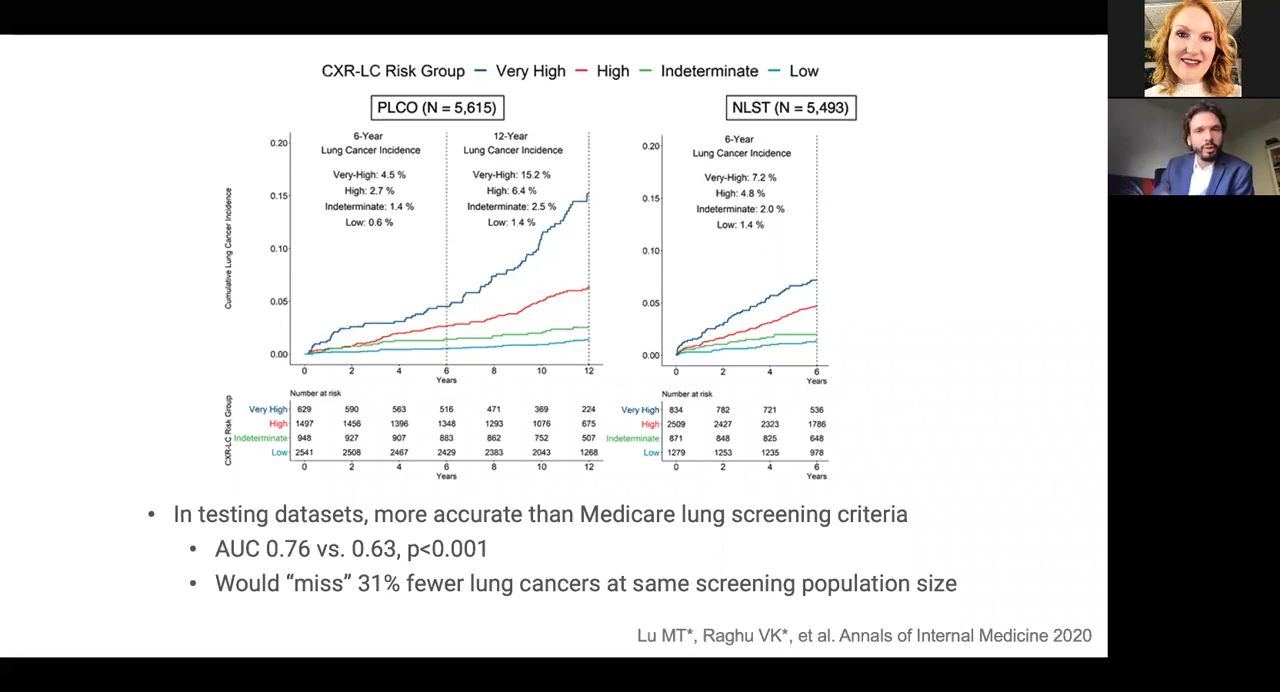 CXR-LC Risk Group Very High High Indeterminate Low
PLCO (N = 5,615)
NLST (N = 5,493)
Cumulative Lung Cancer Incidence
0.20
0.15
0.10
0.05
0.00
6-Year
Lung Cancer Incidence
Very-High: 4.5 %
High: 2.7 %
Indeterminate: 1.4 %
Low: 0.6 %
12-Year
Lung Cancer Incidence
Very-High: 15.2 %
High: 6.4 %
Indeterminate: 2.5 %
Low: 1.4 %
0 2 4 6 8 10 12
Years
0.20
0.15
0.10
0.05
0.00
6-Year
Lung Cancer Incidence
Very-High: 7.2 %
High: 4.8 %
Indeterminate: 2.0 %
Low: 1.4 %
0 2 4 6
Years
CXR-LC Risk Group
Number at risk
Very High 629 590 563 516 471 369 224
High 1497 1456 1396 1348 1293 1076 675
Indeterminate 948 927 907 883 862 752 507
Low 2541 2508 2467 2429 2383 2043 1268
0 2 4 6 8 10 12
Years
Number at risk
Very High 834 782 721 536
High 2509 2427 2323 1786
Indeterminate 871 848 825 648
Low 1279 1253 1235 978
0 2 4 6
Years
• In testing datasets, more accurate than Medicare lung screening criteria
• AUC 0.76 vs. 0.63, p<0.001
• Would “miss” 31% fewer lung cancers at same screening population size
Lu MT*, Raghu VK*, et al. Annals of Internal Medicine 2020